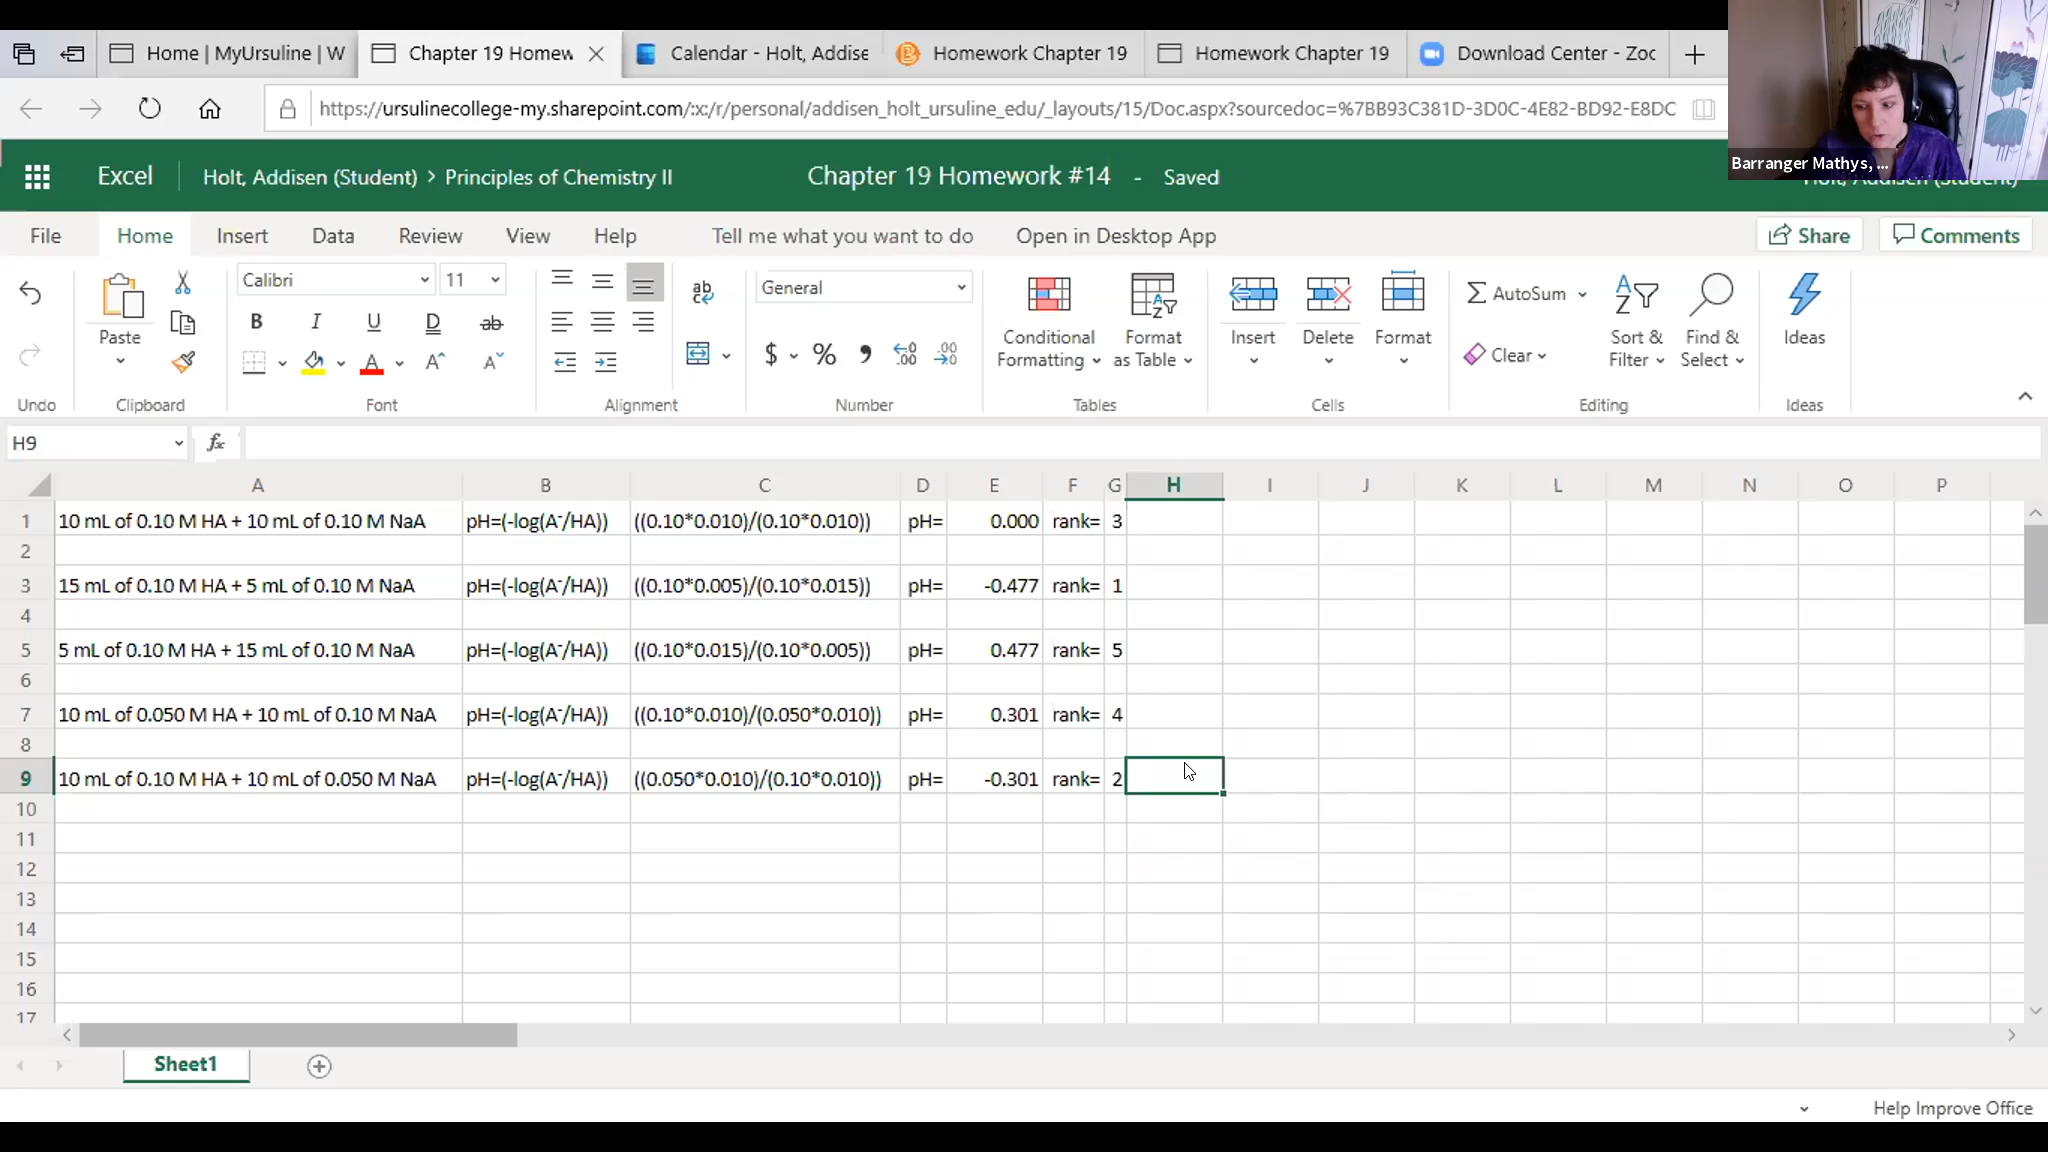 Home | MyUrsuline | W
Chapter 19 Homew
Calendar - Holt, Addise
Homework Chapter 19
Homework Chapter 19
Download Center - Zoc
https://ursulinecollege-my.sharepoint.com/:x:/r/personal/addisen_holt_ursuline_edu/_layouts/15/Doc.aspx?sourcedoc=%7BB93C381D-3D0C-4E82-BD92-E8DC
Barranger Mathys, ...
Excel Holt, Addisen (Student) > Principles of Chemistry II Chapter 19 Homework #14 - Saved Holt, Addisen (Student)
File Home Insert Data Review View Help Tell me what you want to do Open in Desktop App Share Comments
Calibri 11 General AutoSum
Paste B I U D ab $ % Conditional Formatting Format as Table Insert Delete Format Clear Sort & Filter Find & Select Ideas
Undo Clipboard Font Alignment Number Tables Cells Editing Ideas
H9 fx
A B C D E F G H I J K L M N O P
1 10 mL of 0.10 M HA + 10 mL of 0.10 M NaA pH=(-log(A⁻/HA)) ((0.10*0.010)/(0.10*0.010)) pH= 0.000 rank= 3
2
3 15 mL of 0.10 M HA + 5 mL of 0.10 M NaA pH=(-log(A⁻/HA)) ((0.10*0.005)/(0.10*0.015)) pH= -0.477 rank= 1
4
5 5 mL of 0.10 M HA + 15 mL of 0.10 M NaA pH=(-log(A⁻/HA)) ((0.10*0.015)/(0.10*0.005)) pH= 0.477 rank= 5
6
7 10 mL of 0.050 M HA + 10 mL of 0.10 M NaA pH=(-log(A⁻/HA)) ((0.10*0.010)/(0.050*0.010)) pH= 0.301 rank= 4
8
9 10 mL of 0.10 M HA + 10 mL of 0.050 M NaA pH=(-log(A⁻/HA)) ((0.050*0.010)/(0.10*0.010)) pH= -0.301 rank= 2
10
11
12
13
14
15
16
17
Sheet1
Help Improve Office